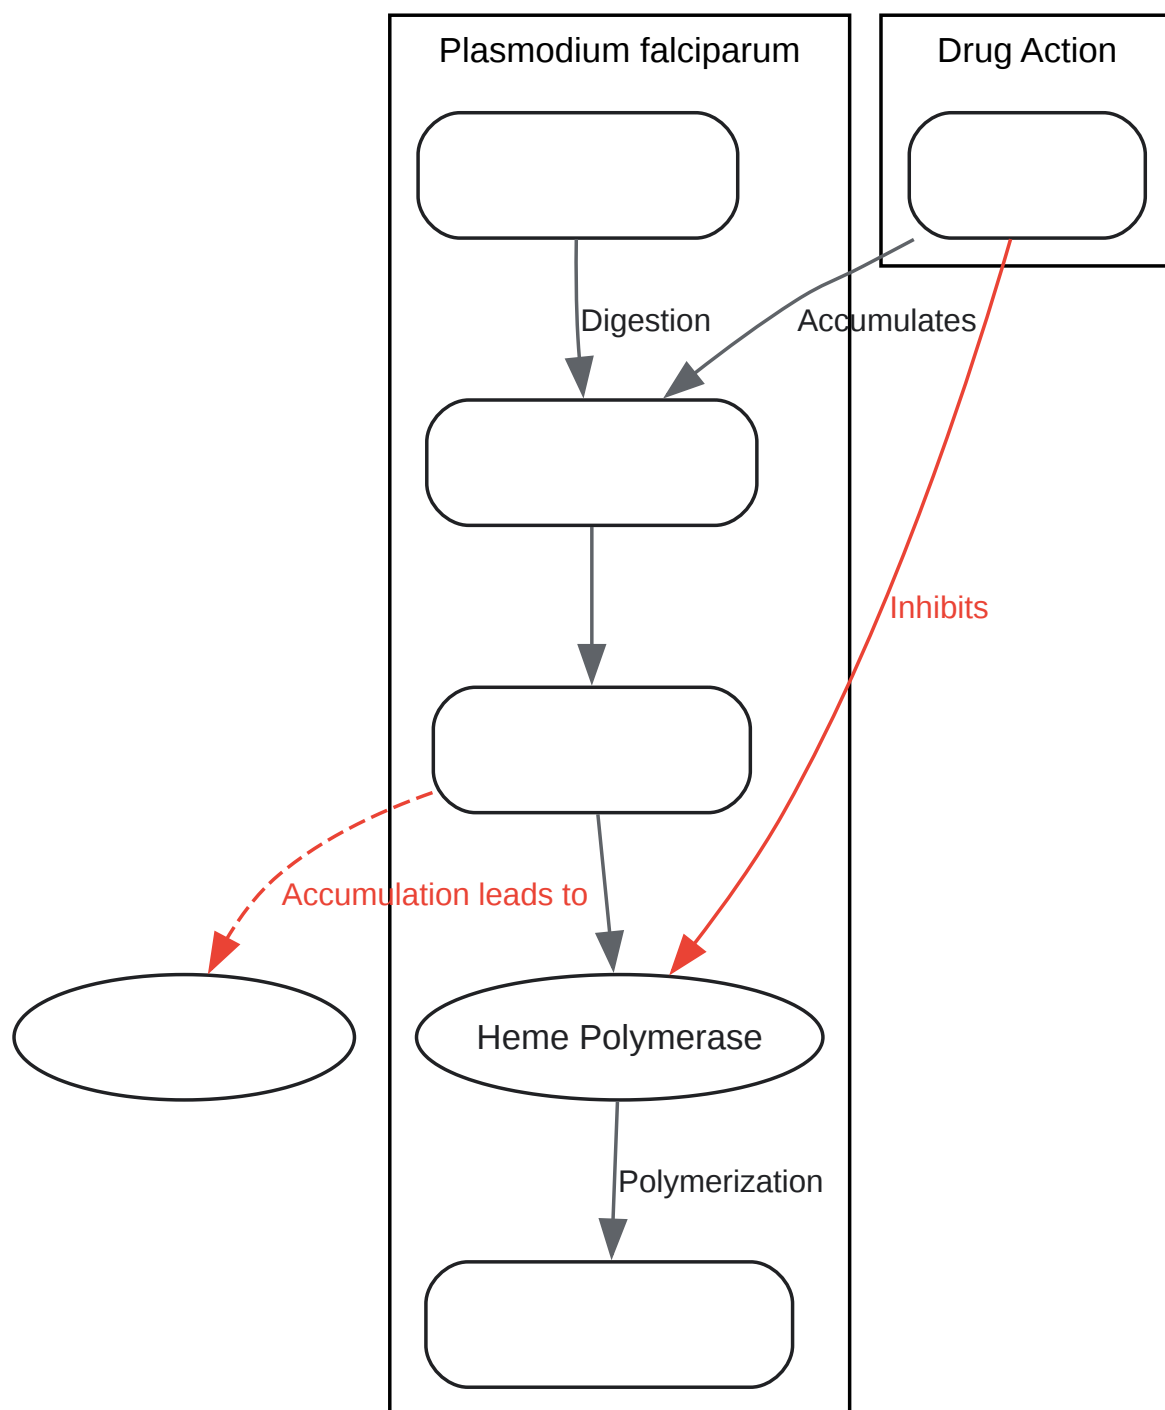 Plasmodium falciparum
Drug Action
Digestion
Accumulates
Inhibits
Accumulation leads to
Heme Polymerase
Polymerization